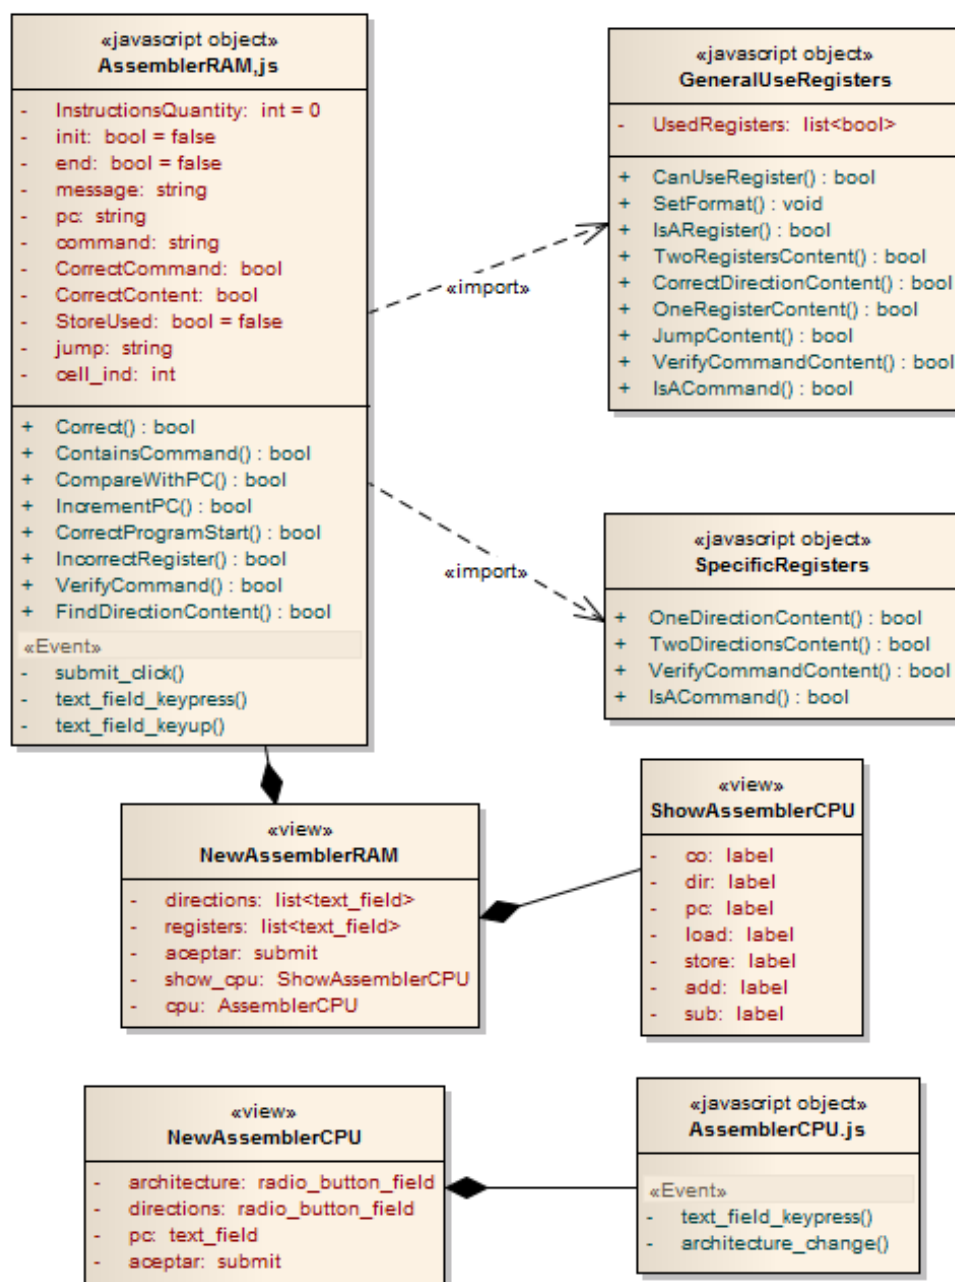 «javascript object»
AssemblerRAM,js
- InstructionsQuantity: int = 0
- init: bool = false
- end: bool = false
- message: string
- pc: string
- command: string
- CorrectCommand: bool
- CorrectContent: bool
- StoreUsed: bool = false
- jump: string
- cell_ind: int
+ Correct() : bool
+ ContainsCommand() : bool
+ CompareWithPC() : bool
+ IncrementPC() : bool
+ CorrectProgramStart() : bool
+ IncorrectRegister() : bool
+ VerifyCommand() : bool
+ FindDirectionContent() : bool
«Event»
- submit_click()
- text_field_keypress()
- text_field_keyup()
«import»
«import»
«javascript object»
GeneralUseRegisters
- UsedRegisters: list<bool>
+ CanUseRegister() : bool
+ SetFormat() : void
+ IsARegister() : bool
+ TwoRegistersContent() : bool
+ CorrectDirectionContent() : bool
+ OneRegisterContent() : bool
+ JumpContent() : bool
+ VerifyCommandContent() : bool
+ IsACommand() : bool
«javascript object»
SpecificRegisters
+ OneDirectionContent() : bool
+ TwoDirectionsContent() : bool
+ VerifyCommandContent() : bool
+ IsACommand() : bool
«view»
NewAssemblerRAM
- directions: list<text_field>
- registers: list<text_field>
- aceptar: submit
- show_cpu: ShowAssemblerCPU
- cpu: AssemblerCPU
«view»
ShowAssemblerCPU
- co: label
- dir: label
- pc: label
- load: label
- store: label
- add: label
- sub: label
«view»
NewAssemblerCPU
- architecture: radio_button_field
- directions: radio_button_field
- pc: text_field
- aceptar: submit
«javascript object»
AssemblerCPU.js
«Event»
- text_field_keypress()
- architecture_change()